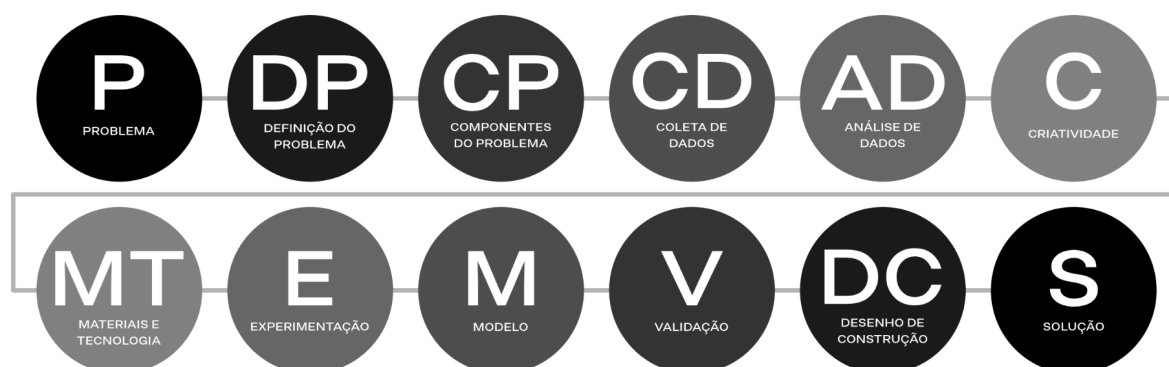 P
PROBLEMA
DP
DEFINIÇÃO DO
PROBLEMA
CP
COMPONENTES
DO PROBLEMA
CD
COLETA DE
DADOS
AD
ANÁLISE DE
DADOS
C
CRIATIVIDADE
MT
MATERIAIS E
TECNOLOGIA
E
EXPERIMENTAÇÃO
M
MODELO
V
VALIDAÇÃO
DC
DESENHO DE
CONSTRUÇÃO
S
SOLUÇÃO